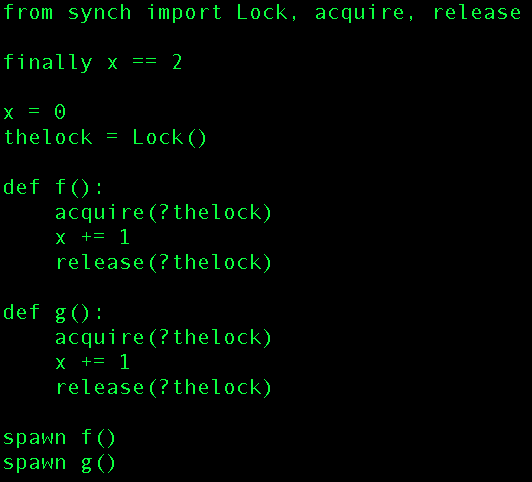 from synch import Lock, acquire, release

finally x == 2

x = 0
thelock = Lock()

def f():
    acquire(?thelock)
    x += 1
    release(?thelock)

def g():
    acquire(?thelock)
    x += 1
    release(?thelock)

spawn f()
spawn g()